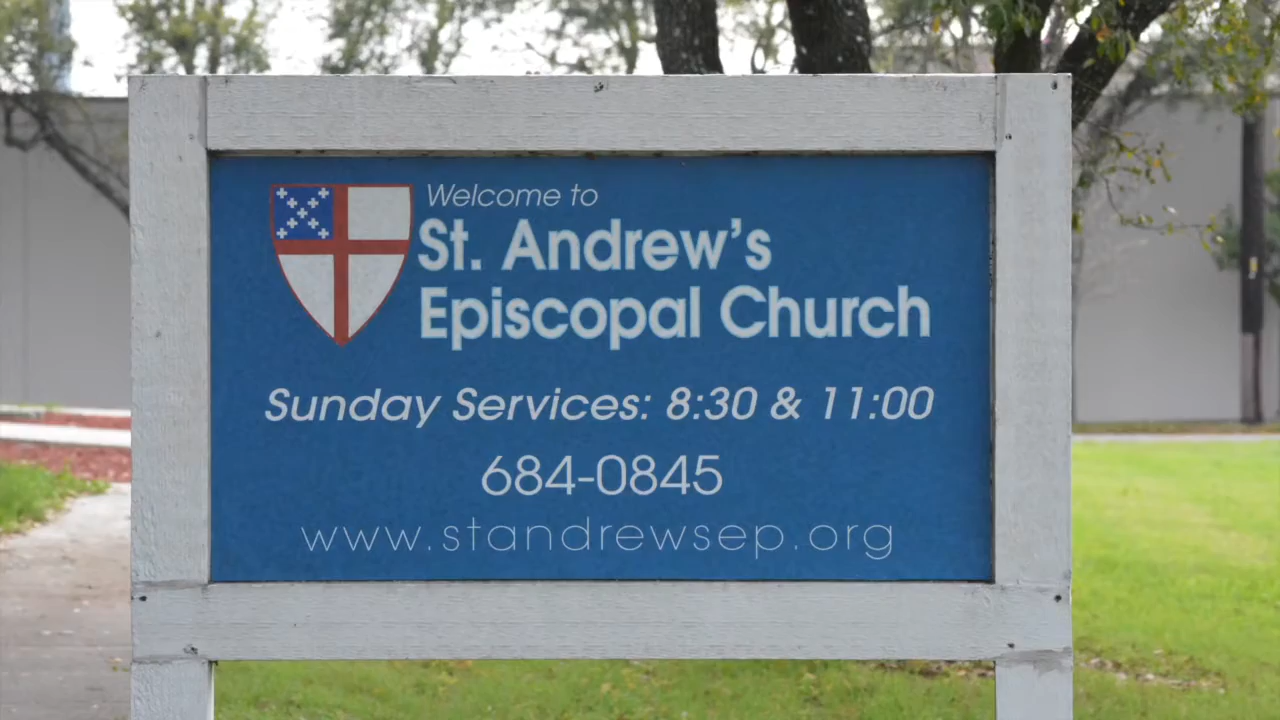 Welcome to
St. Andrew's
Episcopal Church
Sunday Services: 8:30 & 11:00
684-0845
www.standrewsep.org